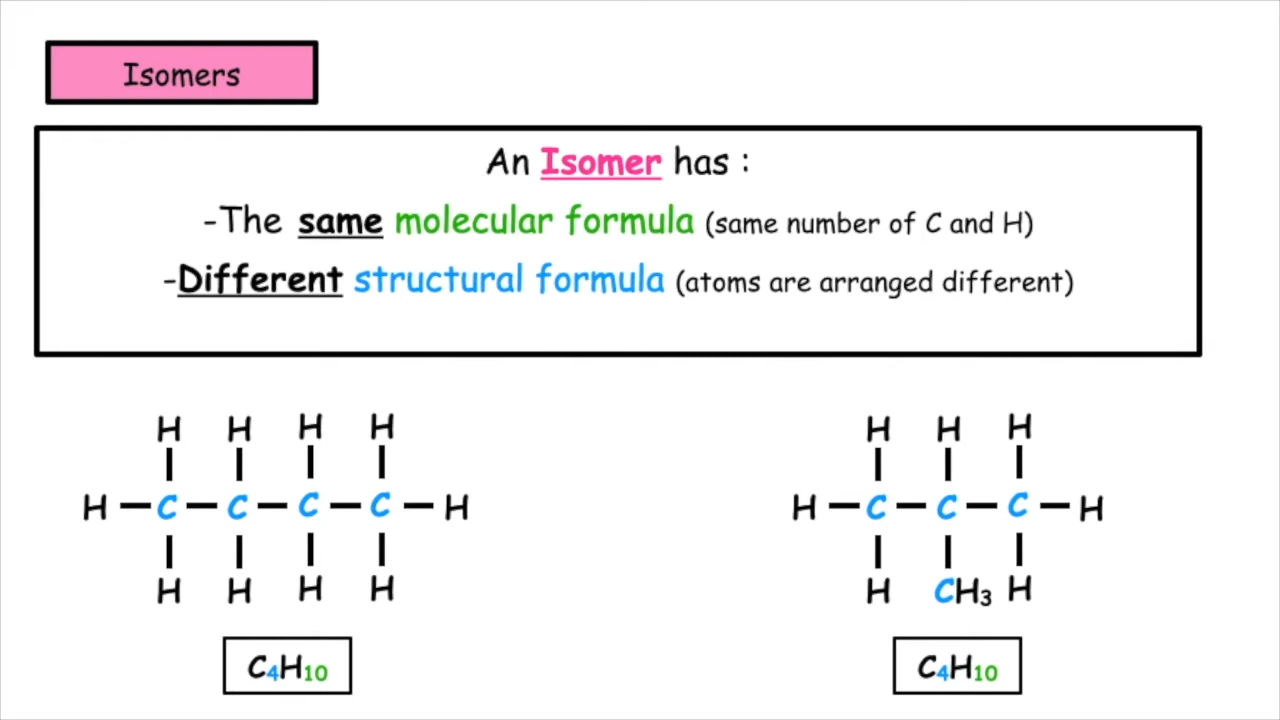 Isomers
An Isomer has :
-The same molecular formula (same number of C and H)
-Different structural formula (atoms are arranged different)
H H H H H H H
H C C C C H H C C C H
H H H H H CH₃ H
C₄H₁₀ C₄H₁₀